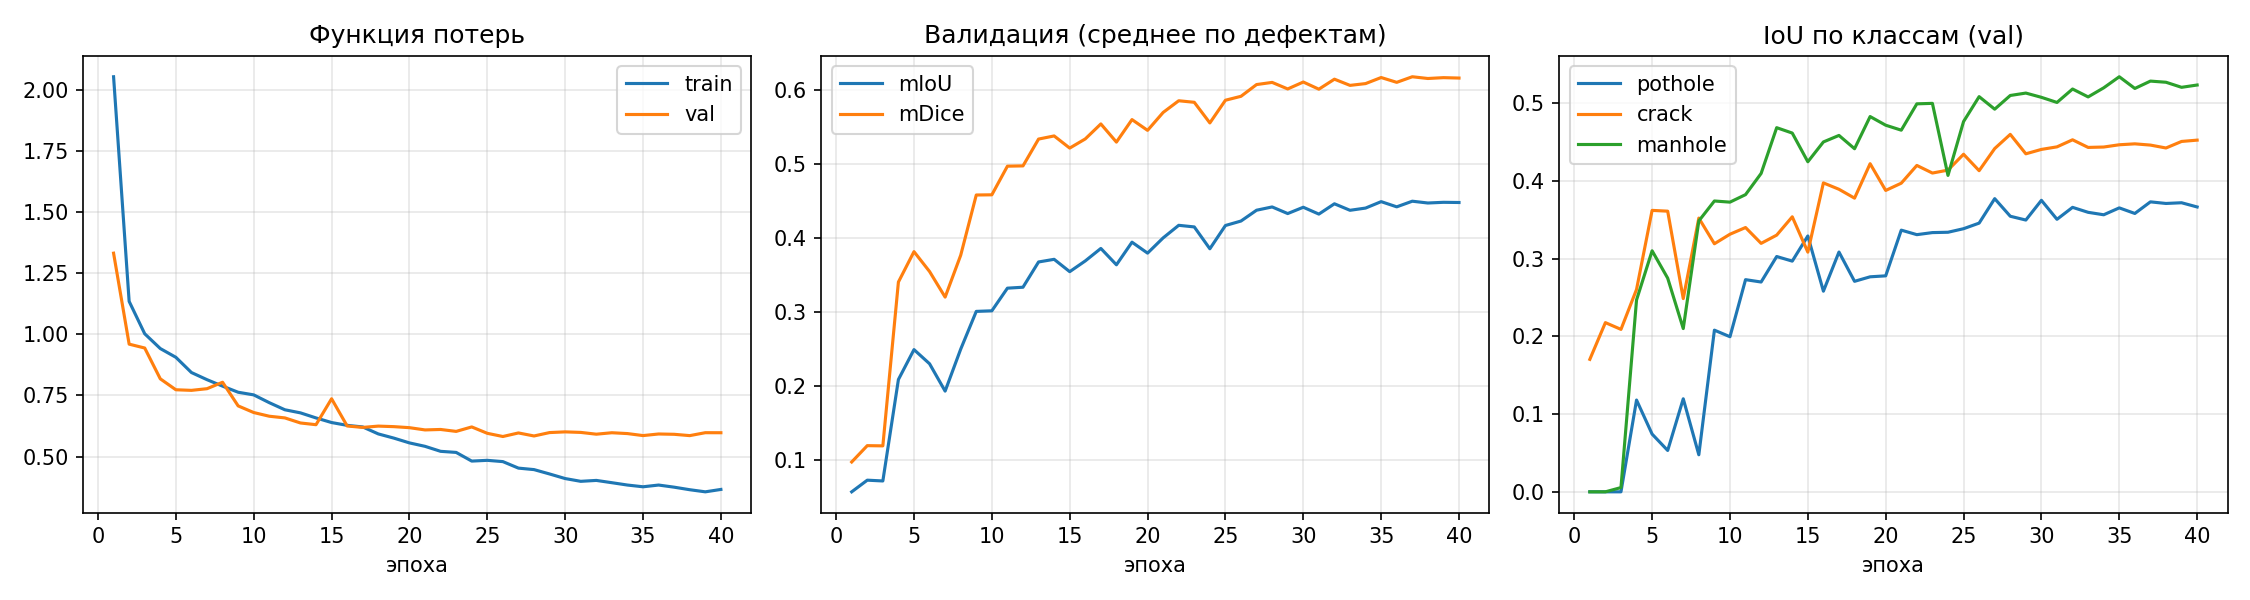 Функция потерь
train
val
2.00
1.75
1.50
1.25
1.00
0.75
0.50
0 5 10 15 20 25 30 35 40
эпоха
Валидация (среднее по дефектам)
mIoU
mDice
0.6
0.5
0.4
0.3
0.2
0.1
0 5 10 15 20 25 30 35 40
эпоха
IoU по классам (val)
pothole
crack
manhole
0.5
0.4
0.3
0.2
0.1
0.0
0 5 10 15 20 25 30 35 40
эпоха